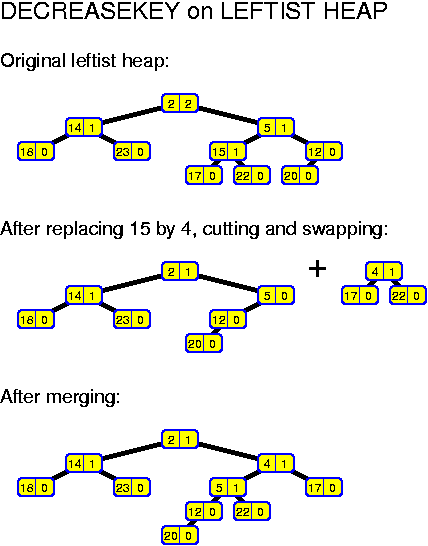 DECREASEKEY on LEFTIST HEAP
Original leftist heap:
2 2
14 1 5 1
18 0 23 0 15 1 12 0
17 0 22 0 20 0
After replacing 15 by 4, cutting and swapping:
2 1 + 4 1
14 1 5 0 17 0 22 0
18 0 23 0 12 0
20 0
After merging:
2 1
14 1 4 1
18 0 23 0 5 1 17 0
12 0 22 0
20 0